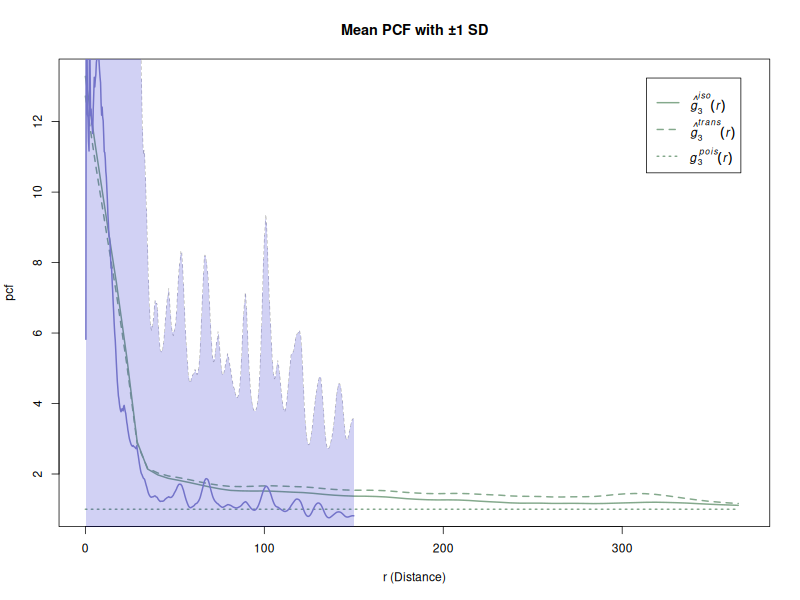 Mean PCF with ±1 SD
ĝ₃ⁱˢᵒ(r)
ĝ₃ᵗʳᵃⁿˢ(r)
g₃ᵖᵒⁱˢ(r)
pcf
12
10
8
6
4
2
0
100
200
300
r (Distance)